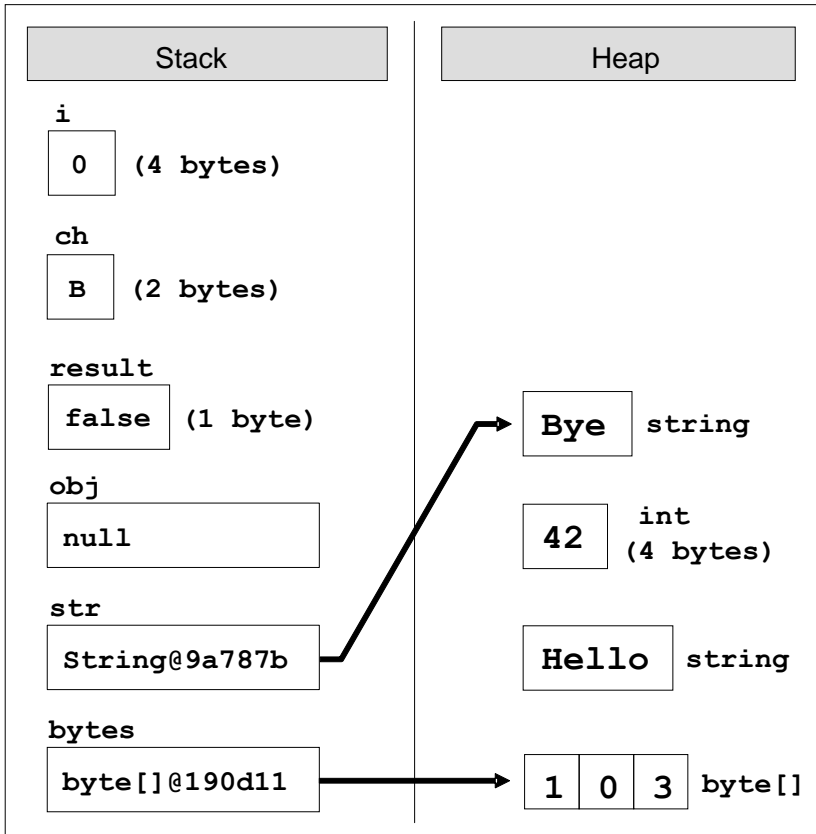 Stack
Heap
i
0 (4 bytes)
ch
B (2 bytes)
result
false (1 byte)
Bye string
obj
null
42 int
(4 bytes)
str
String@9a787b
Hello string
bytes
byte[]@190d11
1 0 3 byte[]